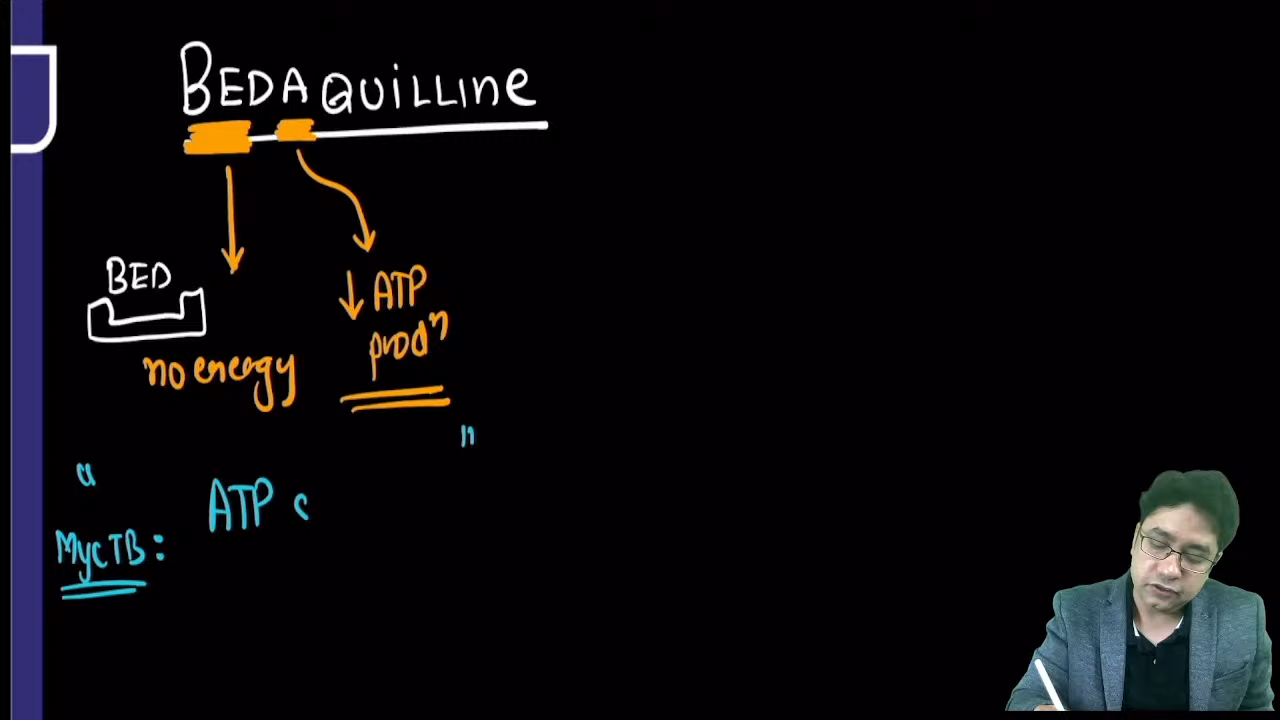 BEDAQUILLINE
BED
no energy
↓ ATP
prodⁿ
"
"
MycTB:
ATP